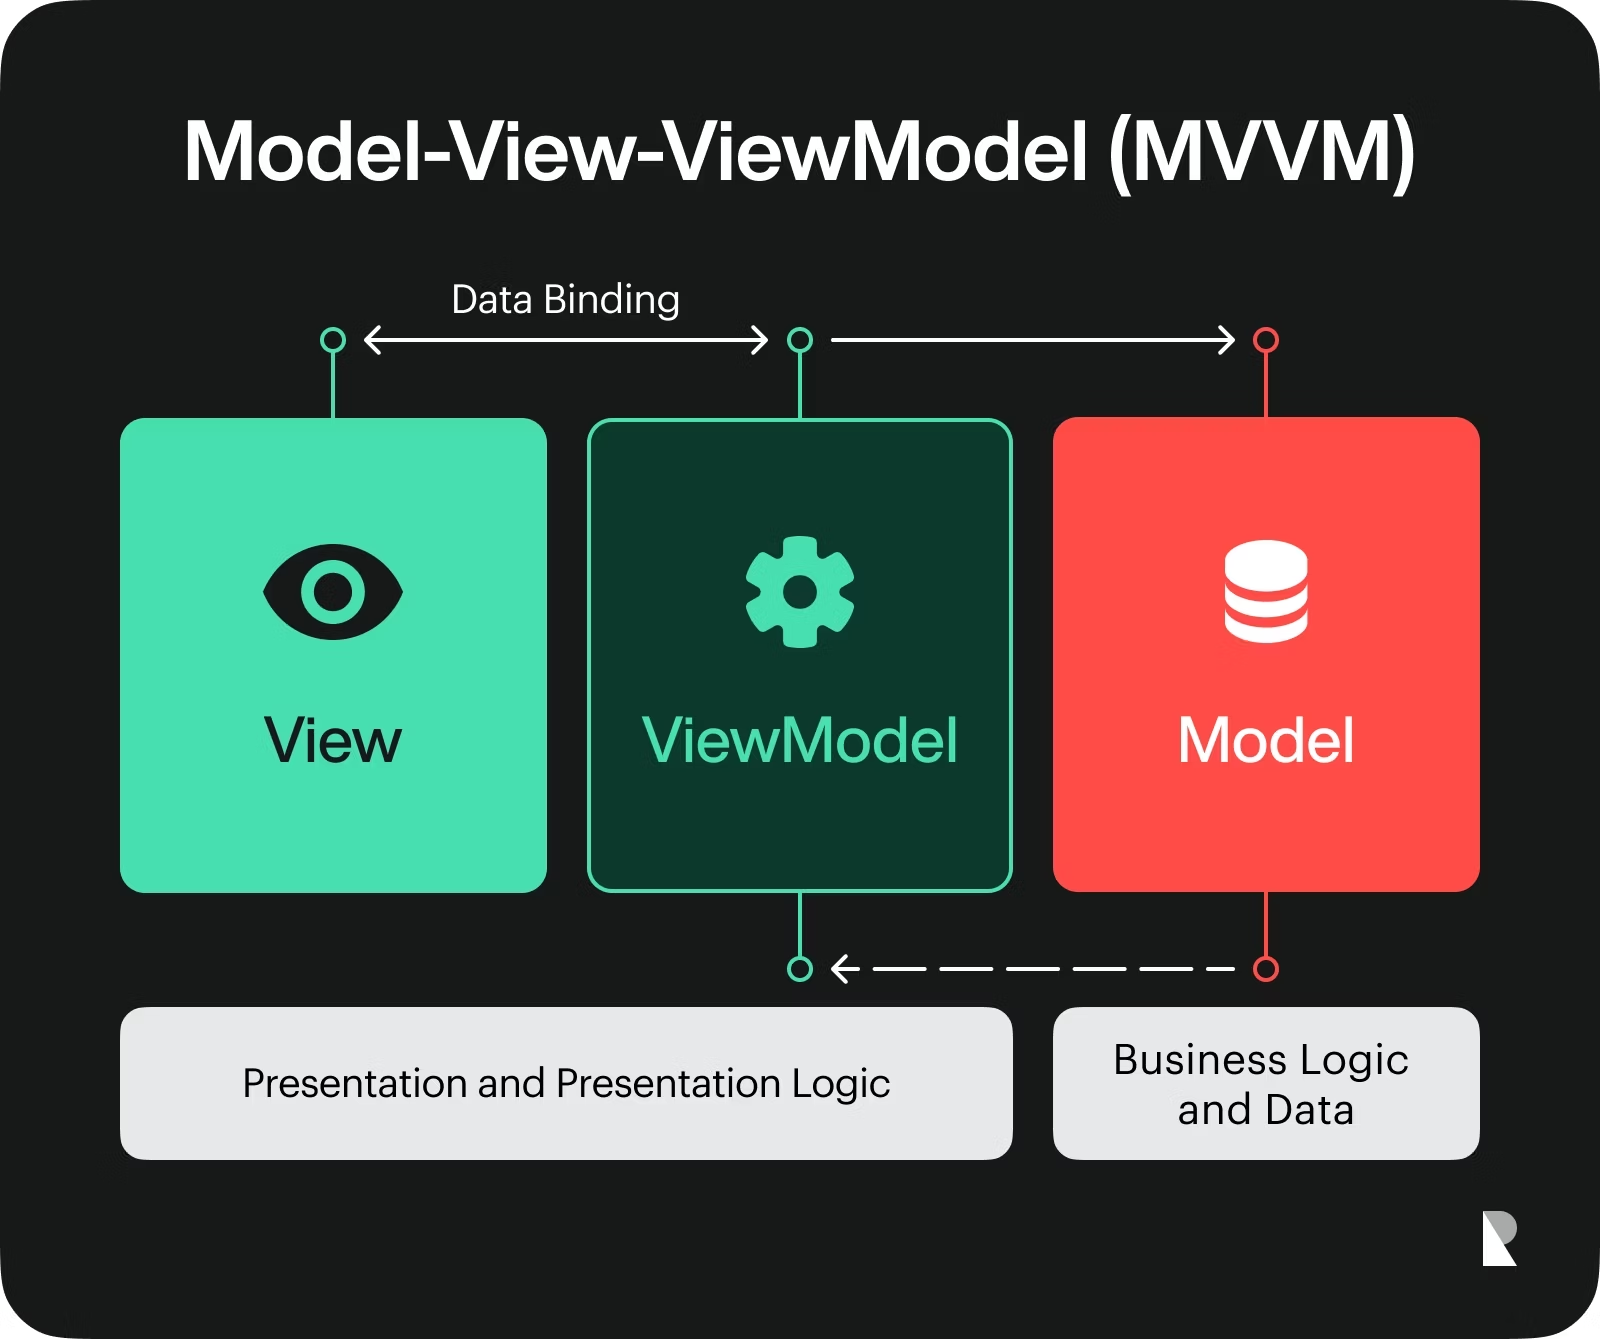 Model-View-ViewModel (MVVM)
Data Binding
View
ViewModel
Model
Presentation and Presentation Logic
Business Logic
and Data